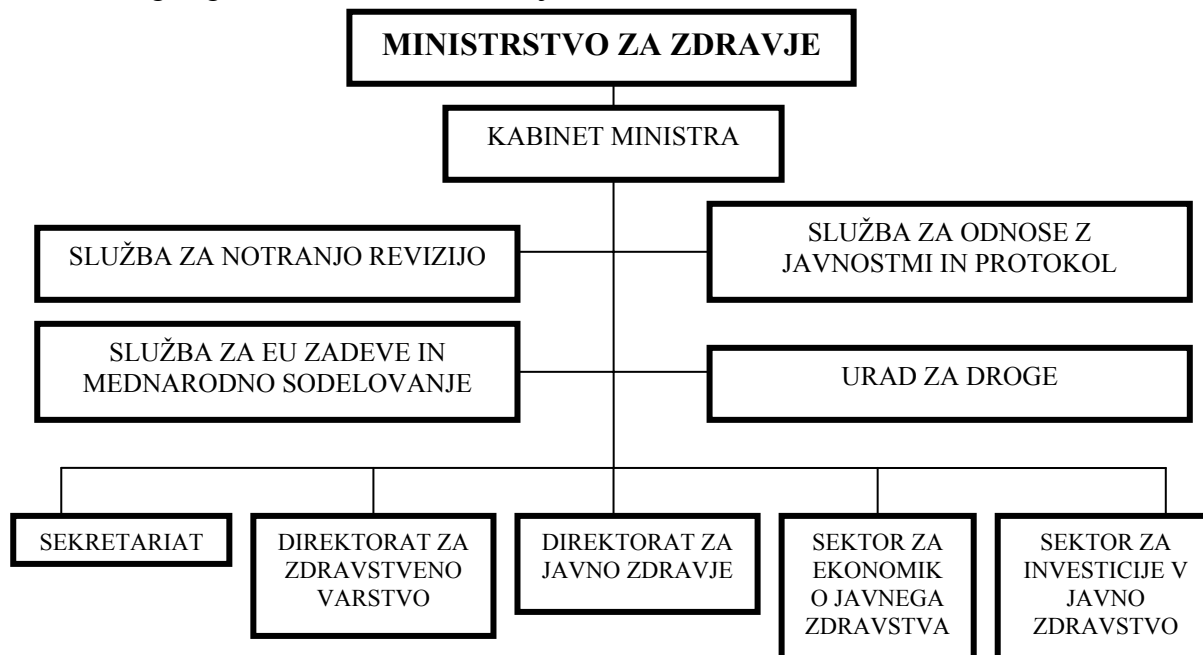 MINISTRSTVO ZA ZDRAVJE
KABINET MINISTRA
SLUŽBA ZA NOTRANJO REVIZIJO
SLUŽBA ZA ODNOSE Z
JAVNOSTMI IN PROTOKOL
SLUŽBA ZA EU ZADEVE IN
MEDNARODNO SODELOVANJE
URAD ZA DROGE
SEKRETARIAT
DIREKTORAT ZA
ZDRAVSTVENO
VARSTVO
DIREKTORAT ZA
JAVNO ZDRAVJE
SEKTOR ZA
EKONOMIK
O JAVNEGA
ZDRAVSTVA
SEKTOR ZA
INVESTICIJE V
JAVNO
ZDRAVSTVO